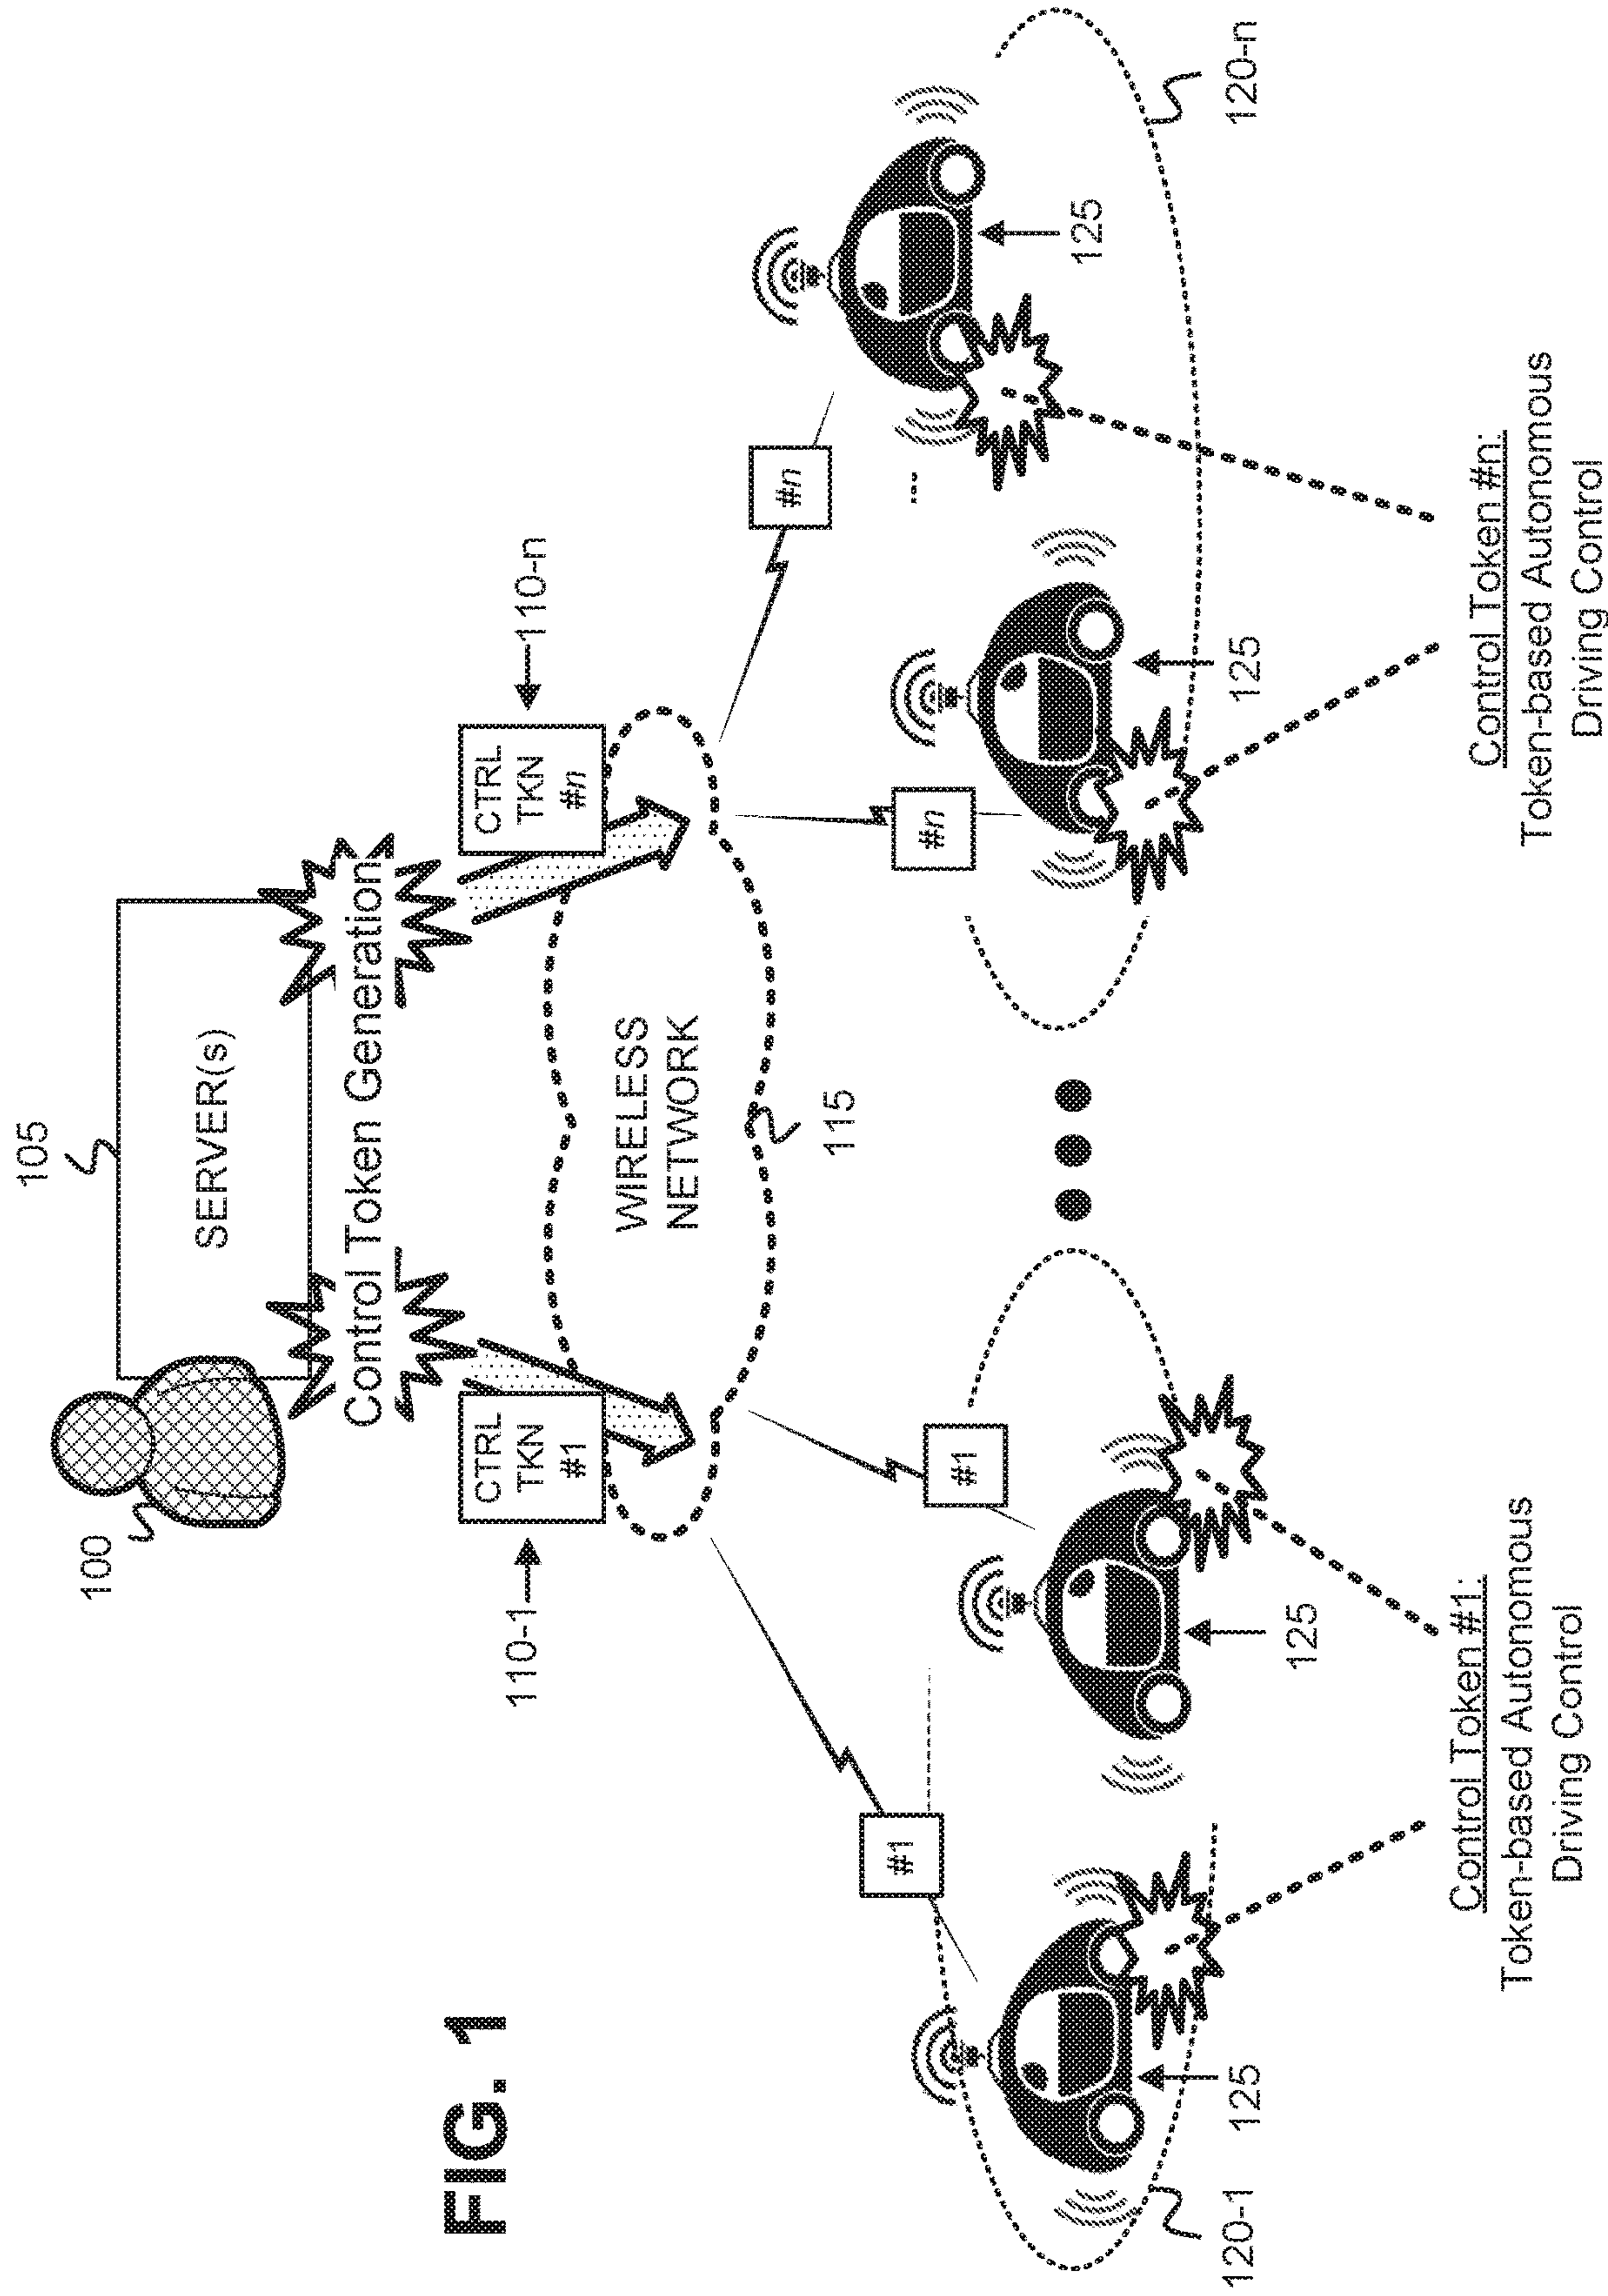 FIG. 1
100
105
SERVER(s)
Control Token Generation
110-1
CTRL
TKN
#1
CTRL
TKN
#n
110-n
WIRELESS
NETWORK
115
#1
#1
#n
#n
125
125
125
125
...
120-1
120-n
Control Token #1:
Token-based Autonomous
Driving Control
Control Token #n:
Token-based Autonomous
Driving Control